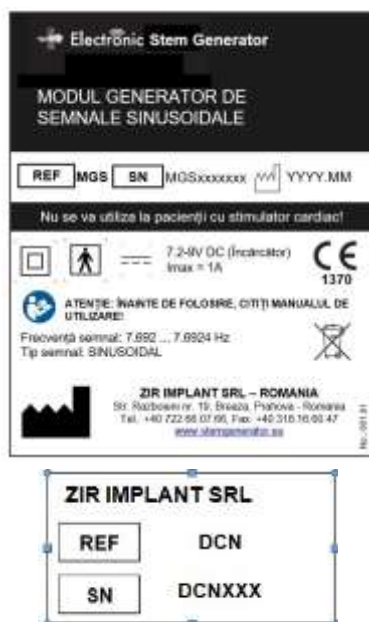 Electronic Stem Generator
MODUL GENERATOR DE
SEMNALE SINUSOIDALE
REF MGS SN MGSxxxxxxx YYYY.MM
Nu se va utiliza la pacienții cu stimulator cardiac!
7.2-9V DC (Încărcător)
Imax = 1A
CE
1370
ATENȚIE: ÎNAINTE DE FOLOSIRE, CITIȚI MANUALUL DE
UTILIZARE!
Frecvență semnal: 7.692 ... 7.6924 Hz
Tip semnal: SINUSOIDAL
ZIR IMPLANT SRL – ROMANIA
Str. Razboieni nr. 19, Breaza, Prahova - Romania
Tel. +40 722 66 07 66, Fax. +40 318 16 60 47
www.stemgenerator.eu
ZIR IMPLANT SRL
REF DCN
SN DCNXXX